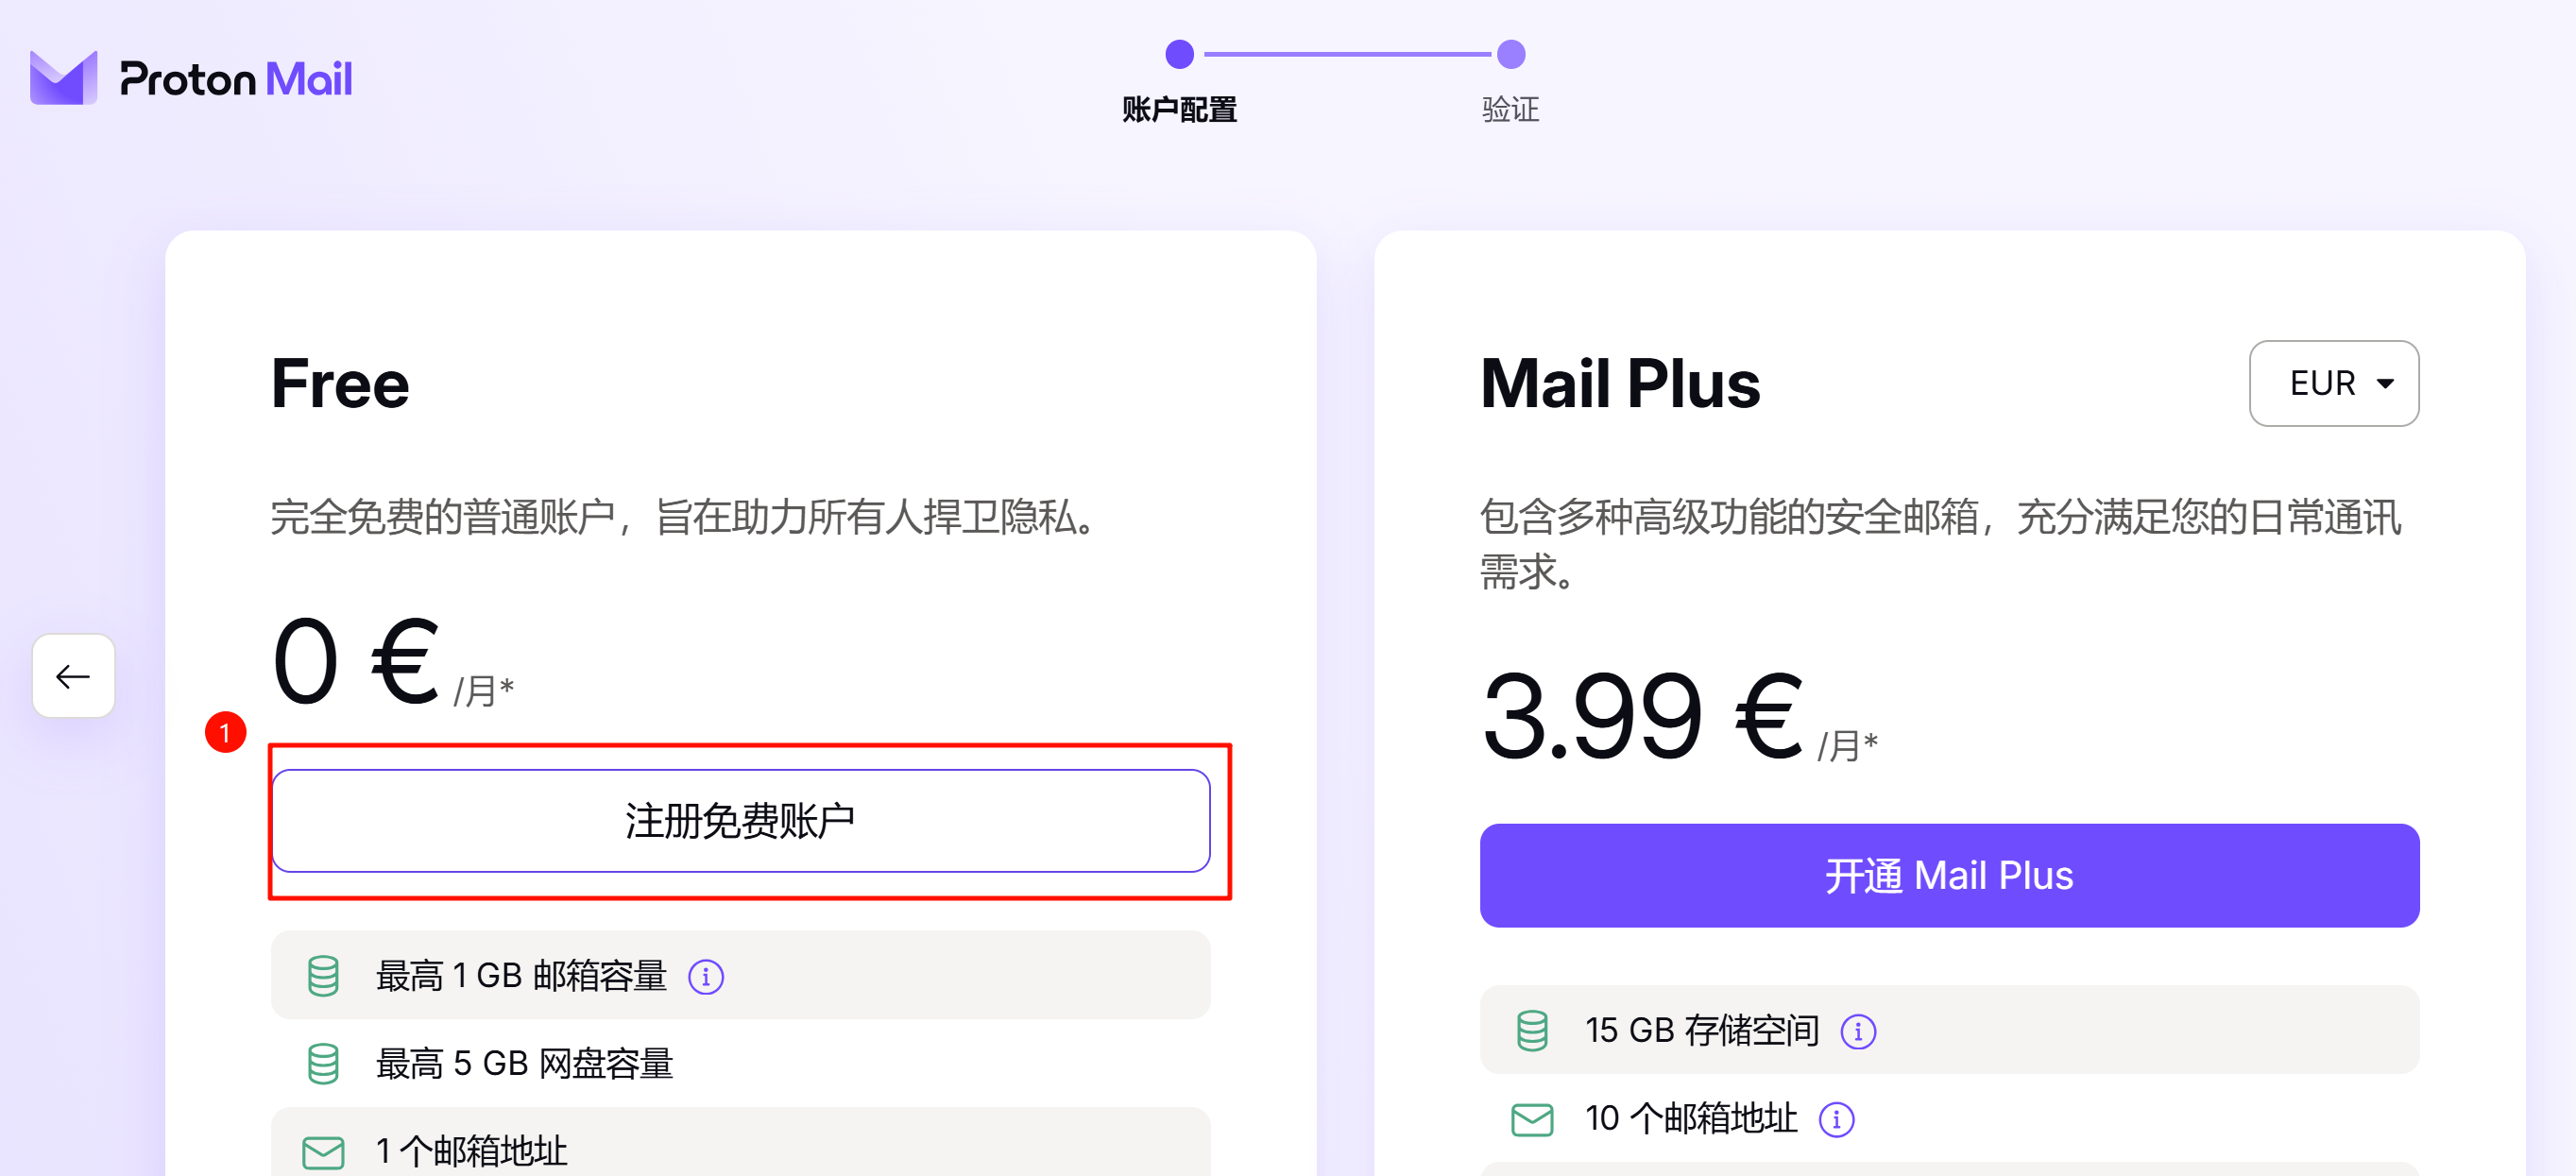 Proton Mail
账户配置
验证
Free
完全免费的普通账户，旨在助力所有人捍卫隐私。
0 € /月*
1
注册免费账户
最高 1 GB 邮箱容量
最高 5 GB 网盘容量
1 个邮箱地址
Mail Plus
EUR
包含多种高级功能的安全邮箱，充分满足您的日常通讯
需求。
3.99 € /月*
开通 Mail Plus
15 GB 存储空间
10 个邮箱地址